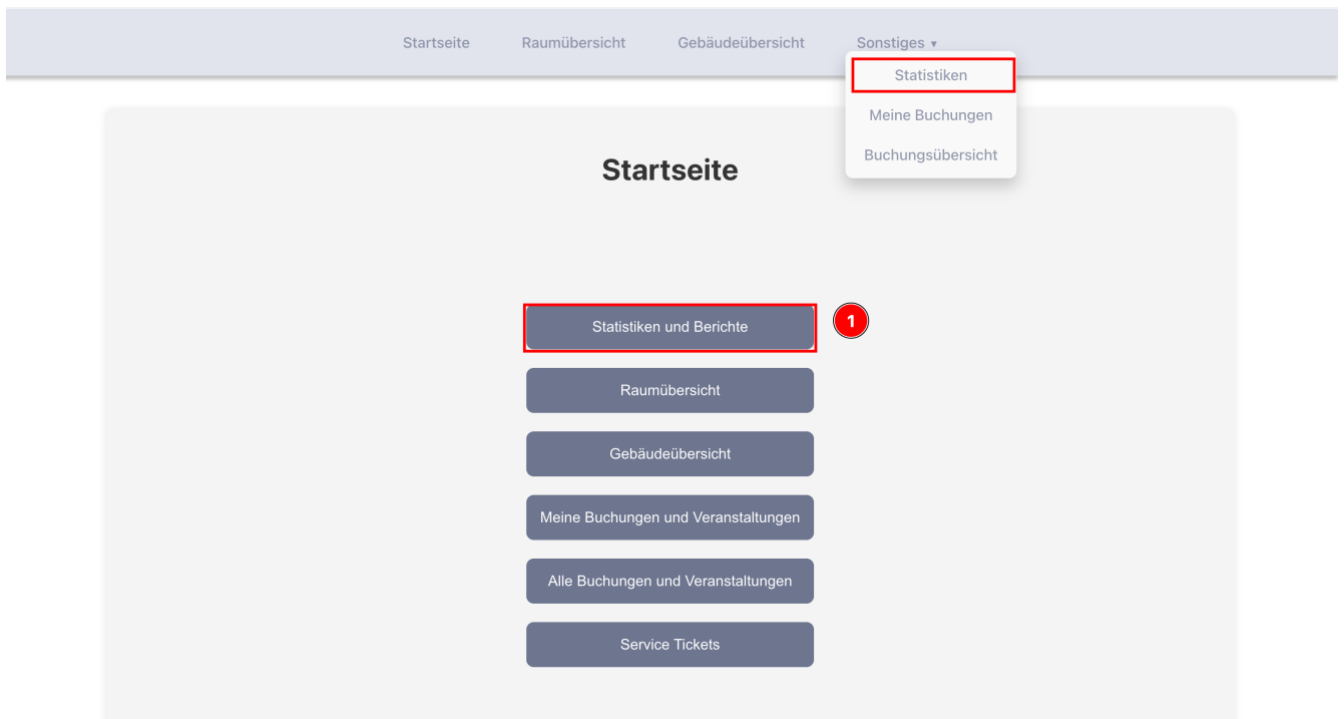 Startseite Raumübersicht Gebäudeübersicht Sonstiges ▾
Statistiken
Meine Buchungen
Buchungsübersicht
Startseite
Statistiken und Berichte 1
Raumübersicht
Gebäudeübersicht
Meine Buchungen und Veranstaltungen
Alle Buchungen und Veranstaltungen
Service Tickets